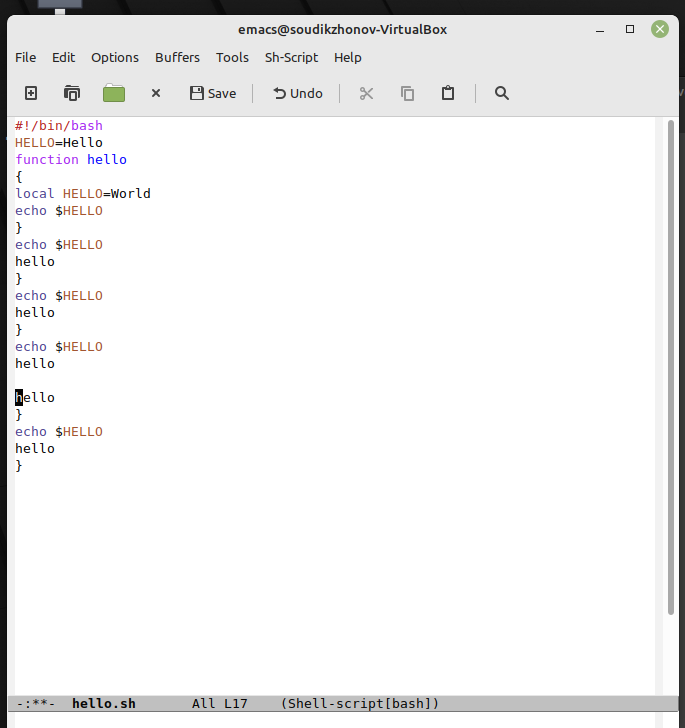 emacs@soudikzhonov-VirtualBox
File Edit Options Buffers Tools Sh-Script Help
Save Undo
#!/bin/bash
HELLO=Hello
function hello
{
local HELLO=World
echo $HELLO
}
echo $HELLO
hello
}
echo $HELLO
hello
}
echo $HELLO
hello

hello
}
echo $HELLO
hello
}
-:**- hello.sh All L17 (Shell-script[bash])